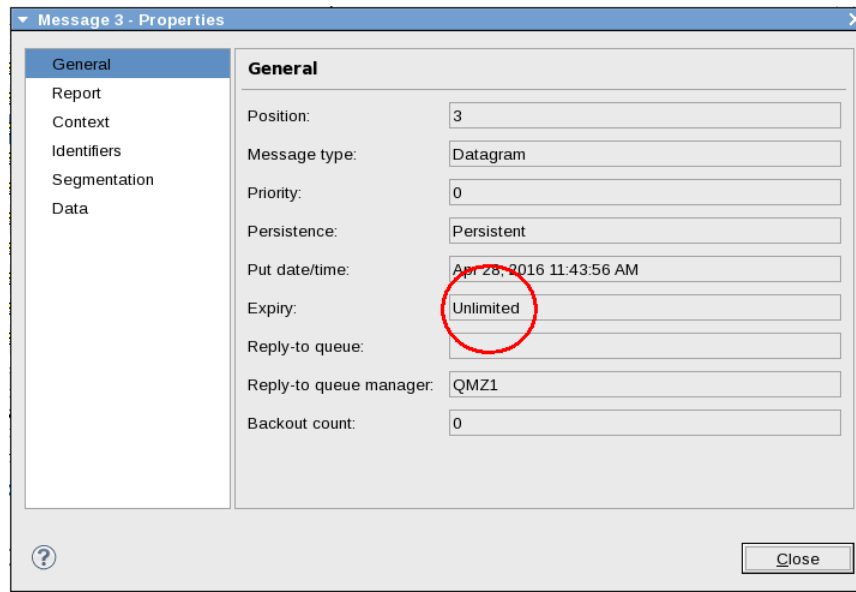 Message 3 - Properties
General
Report
Context
Identifiers
Segmentation
Data
General
Position: 3
Message type: Datagram
Priority: 0
Persistence: Persistent
Put date/time: Apr 28, 2016 11:43:56 AM
Expiry: Unlimited
Reply-to queue:
Reply-to queue manager: QMZ1
Backout count: 0
?
Close